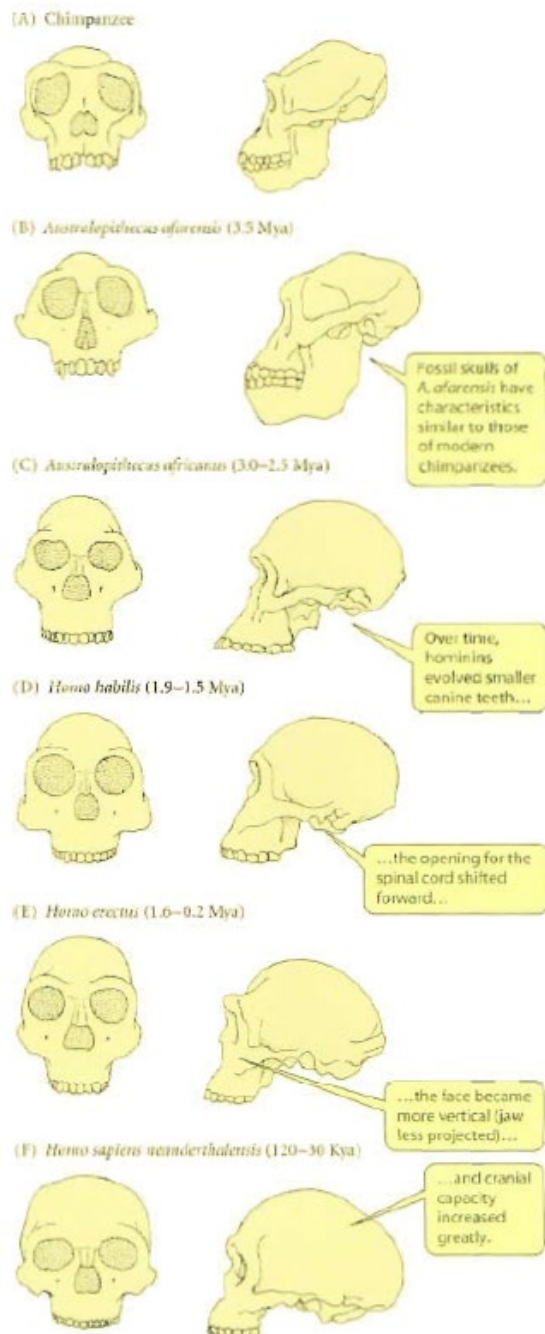 (A) Chimpanzee
(B) Australopithecus afarensis (3.5 Mya)
Fossil skulls of
A. afarensis have
characteristics
similar to those
of modern
chimpanzees.
(C) Australopithecus africanus (3.0–2.5 Mya)
Over time,
hominins
evolved smaller
canine teeth…
(D) Homo habilis (1.9–1.5 Mya)
…the opening for the
spinal cord shifted
forward…
(E) Homo erectus (1.6–0.2 Mya)
…the face became
more vertical (jaw
less projected)…
(F) Homo sapiens neanderthalensis (120–30 Kya)
…and cranial
capacity
increased
greatly.